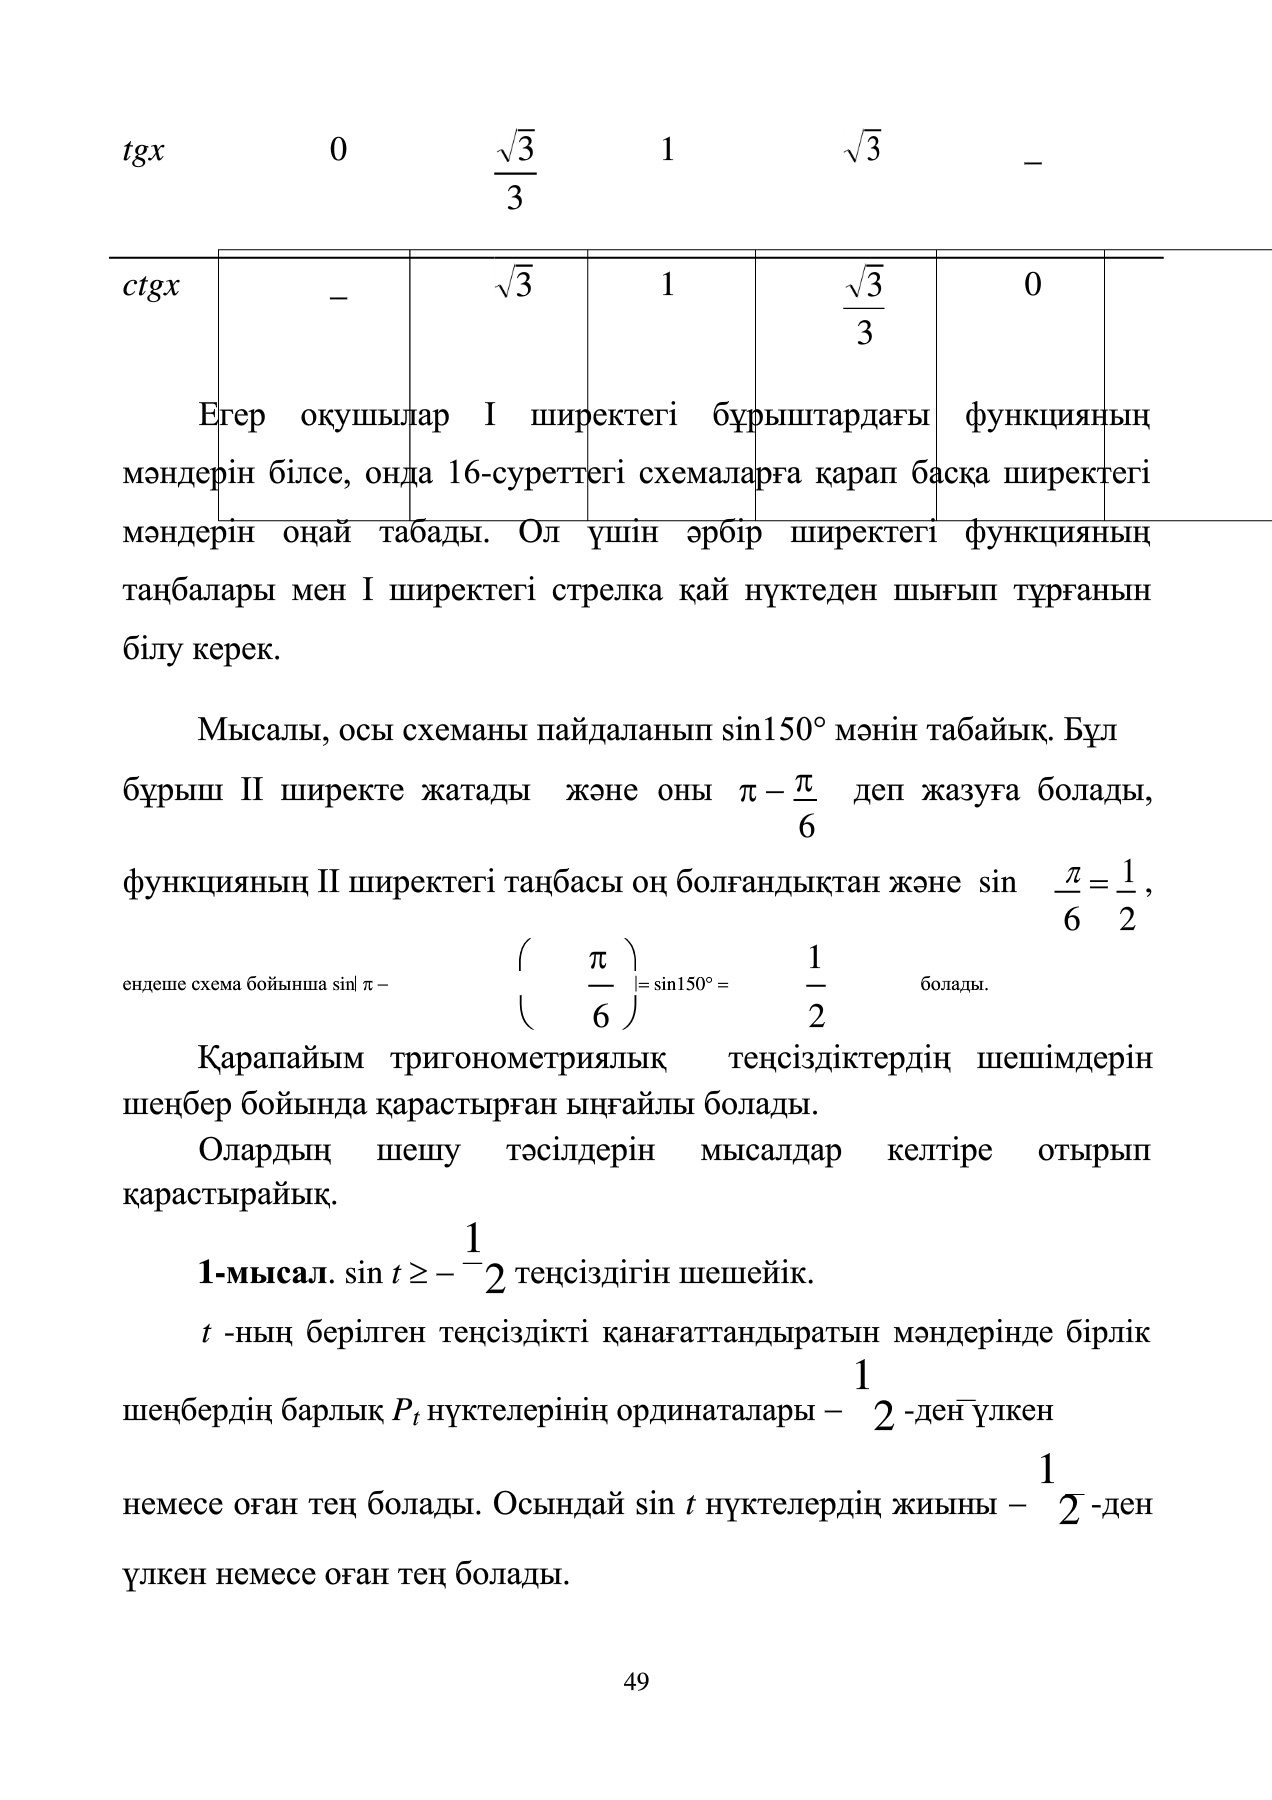 tgx 0 √3/3 1 √3 –
ctgx – √3 1 √3/3 0
Егер оқушылар I ширектегі бұрыштардағы функцияның
мәндерін білсе, онда 16-суреттегі схемаларға қарап басқа ширектегі
мәндерін оңай табады. Ол үшін әрбір ширектегі функцияның
таңбалары мен I ширектегі стрелка қай нүктеден шығып тұрғанын
білу керек.
Мысалы, осы схеманы пайдаланып sin150° мәнін табайық. Бұл
бұрыш II ширекте жатады және оны π – π/6 деп жазуға болады,
функцияның II ширектегі таңбасы оң болғандықтан және sin π/6 = 1/2 ,
ендеше схема бойынша sin(π – π/6) = sin150° = 1/2 болады.
Қарапайым тригонометриялық теңсіздіктердің шешімдерін
шеңбер бойында қарастырған ыңғайлы болады.
Олардың шешу тәсілдерін мысалдар келтіре отырып
қарастырайық.
1-мысал. sin t ≥ – 1/2 теңсіздігін шешейік.
t -ның берілген теңсіздікті қанағаттандыратын мәндерінде бірлік
шеңбердің барлық Pt нүктелерінің ординаталары – 1/2 -ден үлкен
немесе оған тең болады. Осындай sin t нүктелердің жиыны – 1/2 -ден
үлкен немесе оған тең болады.
49